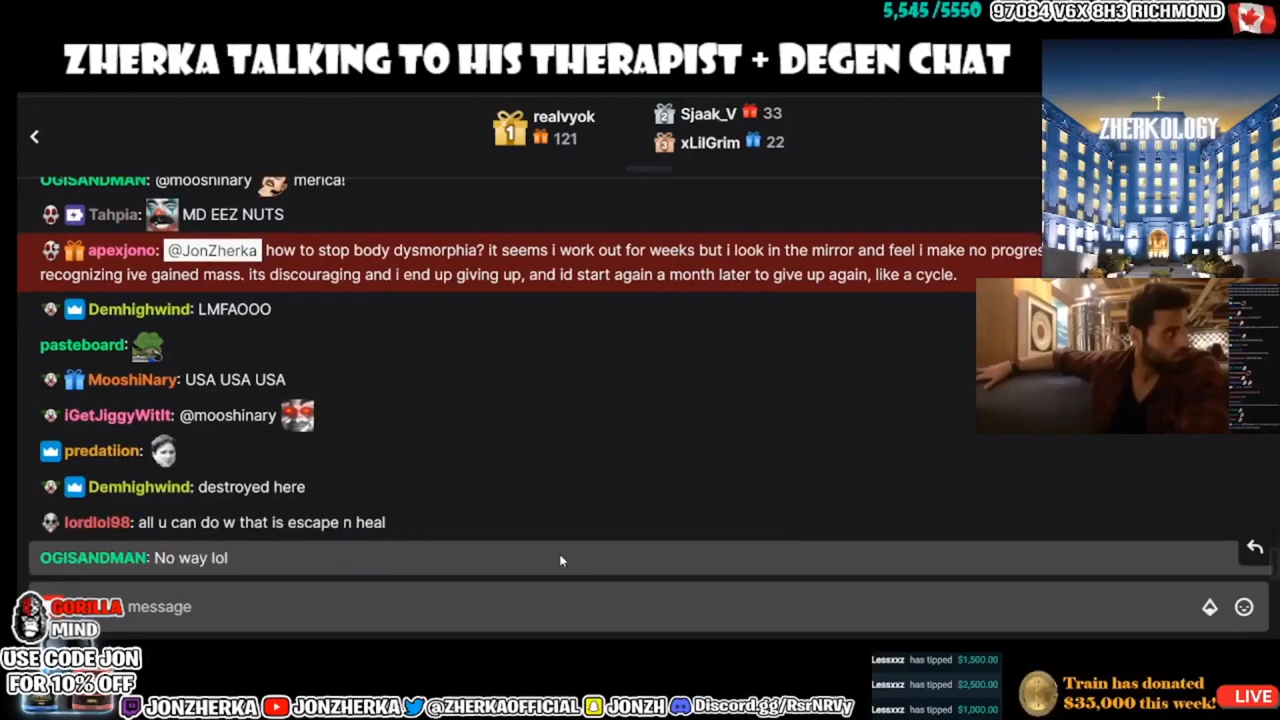 5,545 /5550 97084 V6X 8H3 RICHMOND
ZHERKA TALKING TO HIS THERAPIST + DEGEN CHAT
ZHERKOLO6Y
1 realvyok 121
2 Sjaak_V 33
3 xLilGrim 22
OGISANDMAN: @mooshinary merica!
Tahpia: MD EEZ NUTS
apexjono: @JonZherka how to stop body dysmorphia? it seems i work out for weeks but i look in the mirror and feel i make no progres
recognizing ive gained mass. its discouraging and i end up giving up, and id start again a month later to give up again, like a cycle.
Demhighwind: LMFAOOO
pasteboard:
MooshiNary: USA USA USA
iGetJiggyWitIt: @mooshinary
predatiion:
Demhighwind: destroyed here
lordlol98: all u can do w that is escape n heal
OGISANDMAN: No way lol
message
GORILLA
MIND
USE CODE JON
FOR 10% OFF
Lessxxz has tipped $1,500.00
Lessxxz has tipped $2,500.00
Lessxxz has tipped $1,000.00
Train has donated
$35,000 this week!
LIVE
JONZHERKA JONZHERKA @ZHERKAOFFICIAL JONZH Discord.gg/RsrNRVy